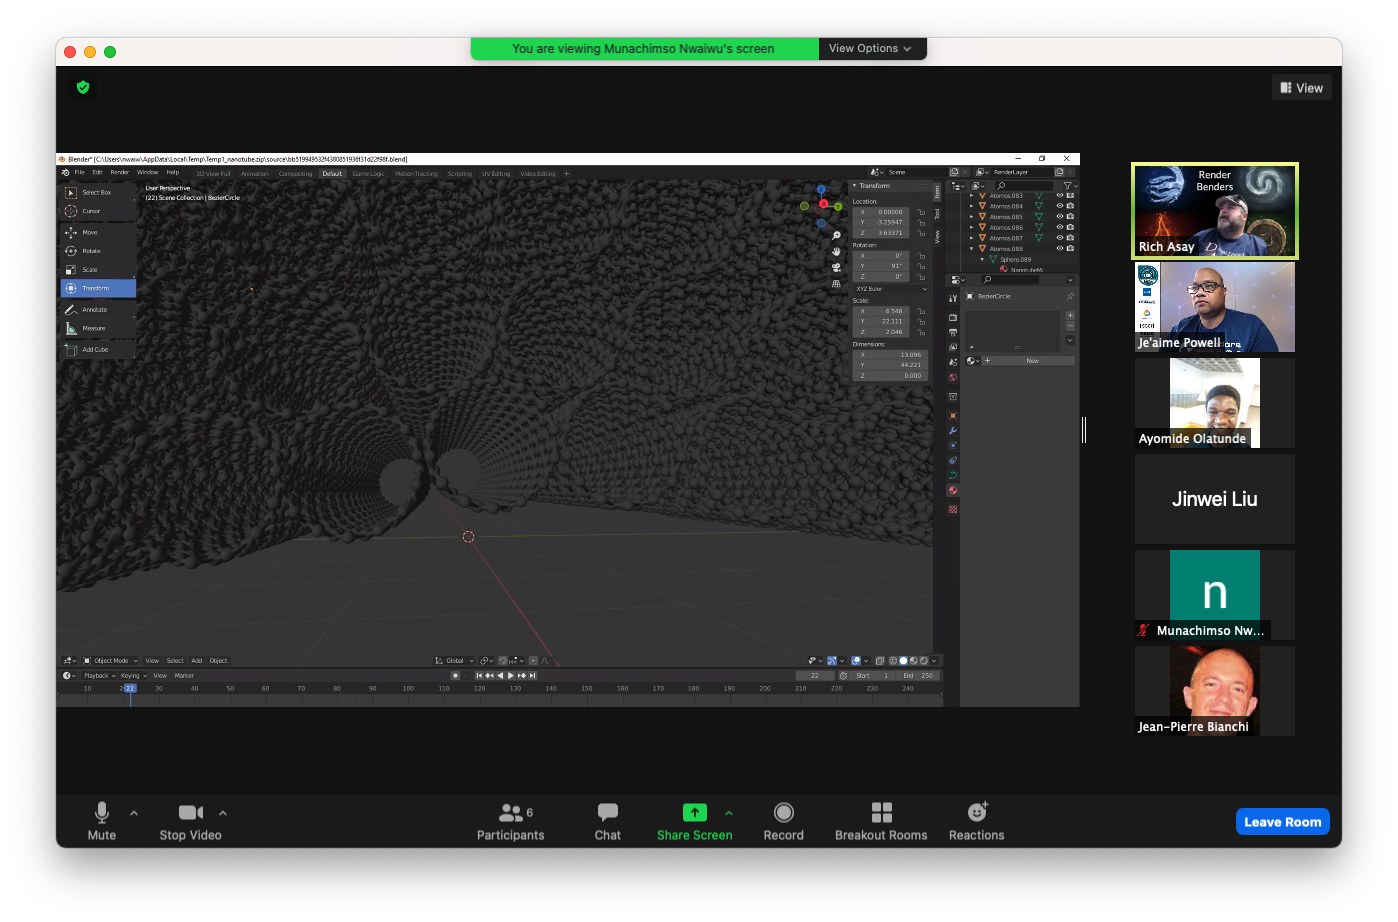 You are viewing Munachimso Nwaiwu's screen
View Options
View
Blender* [C:\Users\nwaiw\AppData\Local\Temp\Temp1_nanotube.zip\source\bb519949532f4380851936f31d22f98f.blend]
File Edit Render Window Help
3D View Full Animation Compositing Default Game Logic Motion Tracking Scripting UV Editing Video Editing +
Scene
RenderLayer
Select Box
Cursor
Move
Rotate
Scale
Transform
Annotate
Measure
Add Cube
User Perspective
(22) Scene Collection | BezierCircle
Z
X
Y
Transform
Location:
X 0.00000
Y -3.25947
Z 3.63371
Rotation:
X 0°
Y 91°
Z 0°
XYZ Euler
Scale:
X 6.548
Y 22.111
Z 2.046
Dimensions:
X 13.096
Y 44.221
Z 0.000
Item
Tool
View
Atomos.083
Atomos.084
Atomos.085
Atomos.086
Atomos.087
Atomos.088
Sphere.089
NanotubeMi
BezierCircle
New
Object Mode View Select Add Object
Global
Playback Keying View Marker
22
Start 1
End 250
10 22 30 40 50 60 70 80 90 100 110 120 130 140 150 160 170 180 190 200 210 220 230 240
Render
Benders
Rich Asay
Je'aime Powell
Ayomide Olatunde
Jinwei Liu
n
Munachimso Nw...
Jean-Pierre Bianchi
Mute
Stop Video
6
Participants
Chat
Share Screen
Record
Breakout Rooms
Reactions
Leave Room